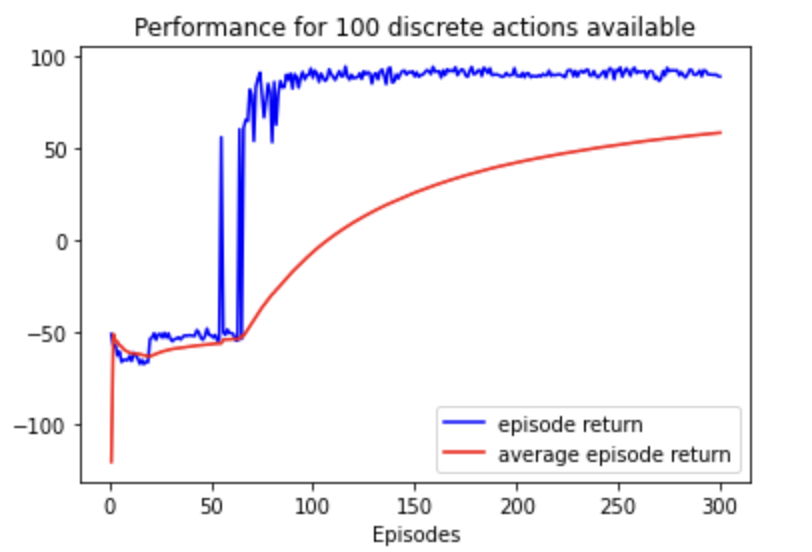 Performance for 100 discrete actions available
100
50
0
−50
−100
episode return
average episode return
0 50 100 150 200 250 300
Episodes